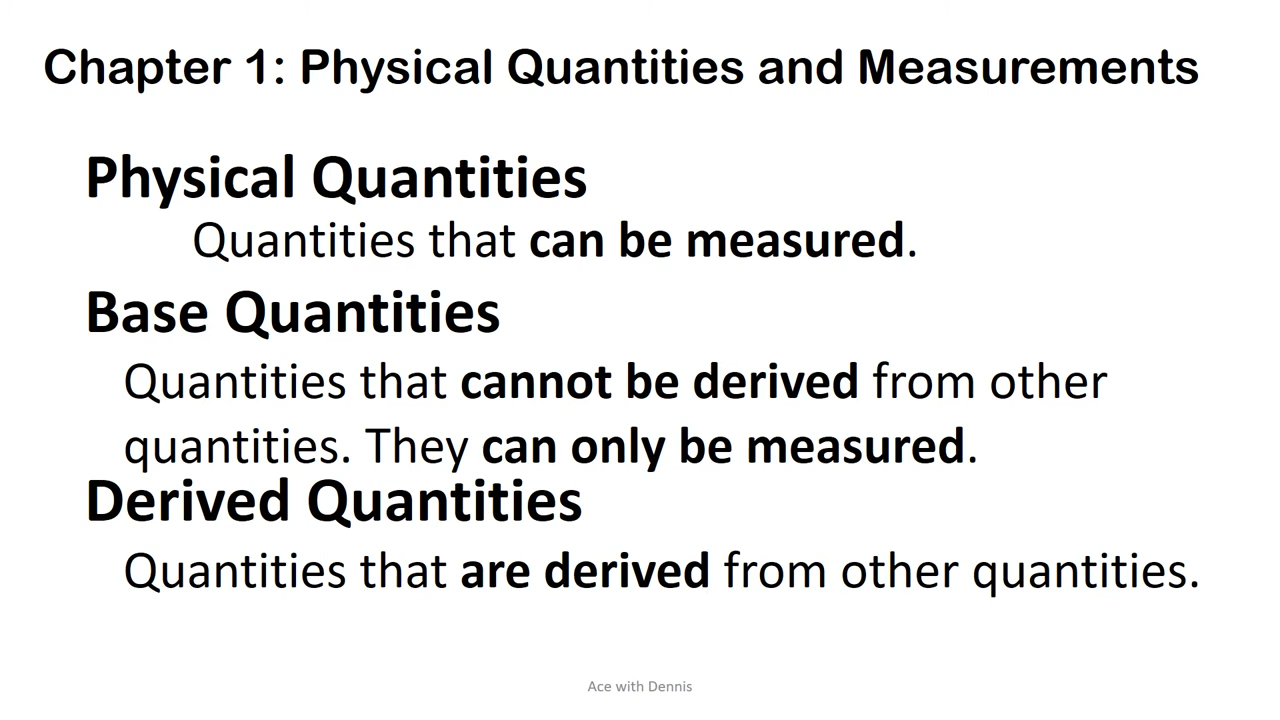 Chapter 1: Physical Quantities and Measurements
Physical Quantities
Quantities that can be measured.
Base Quantities
Quantities that cannot be derived from other
quantities. They can only be measured.
Derived Quantities
Quantities that are derived from other quantities.
Ace with Dennis